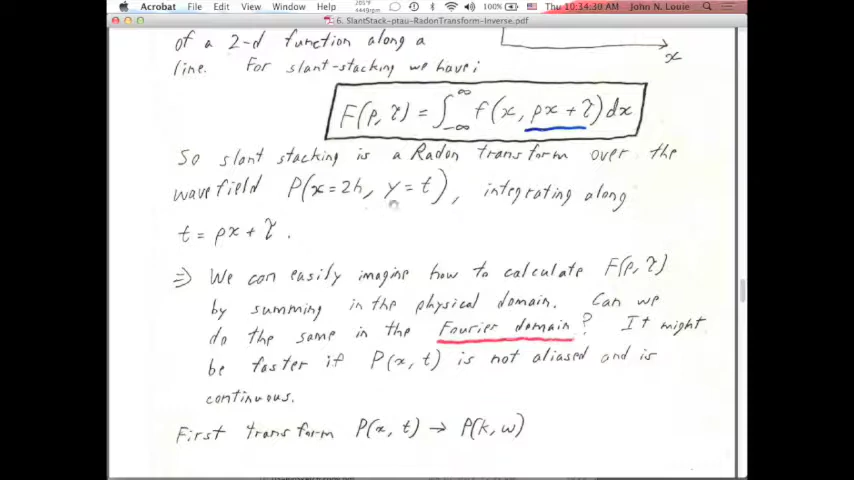 Acrobat File Edit View Window Help 100% Thu 10:34:30 AM John N. Louie
6. SlantStack-ptau-RadonTransform-Inverse.pdf
of a 2-d function along a
x
line. For slant-stacking we have:
F(p, τ) = ∫_{-∞}^{∞} f(x, px + τ) dx
So slant stacking is a Radon transform over the
wavefield P(x=2h, y=t), integrating along
t = px + τ.
⇒ We can easily imagine how to calculate F(p, τ)
by summing in the physical domain. Can we
do the same in the Fourier domain? It might
be faster if P(x, t) is not aliased and is
continuous.
First transform P(x, t) → P(k, ω)